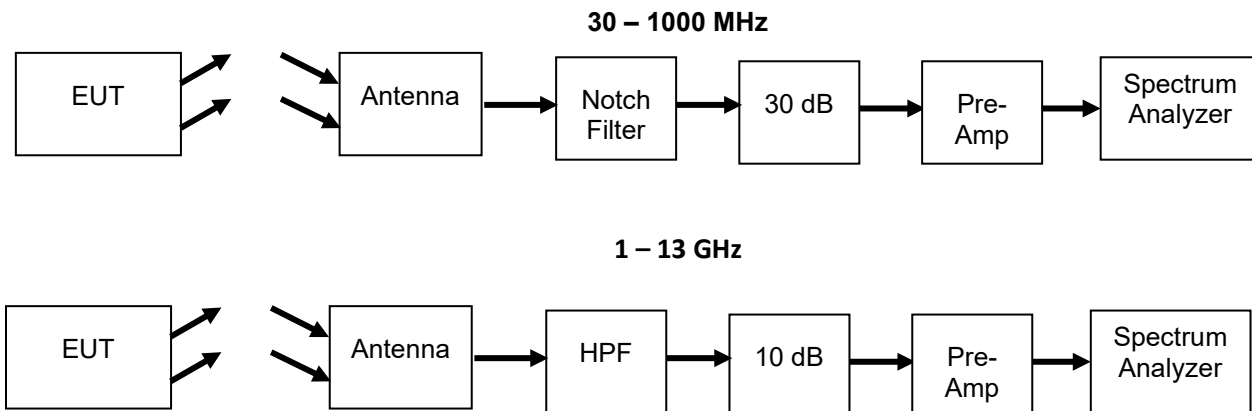 30 – 1000 MHz
EUT
Antenna
Notch
Filter
30 dB
Pre-
Amp
Spectrum
Analyzer
1 – 13 GHz
EUT
Antenna
HPF
10 dB
Pre-
Amp
Spectrum
Analyzer